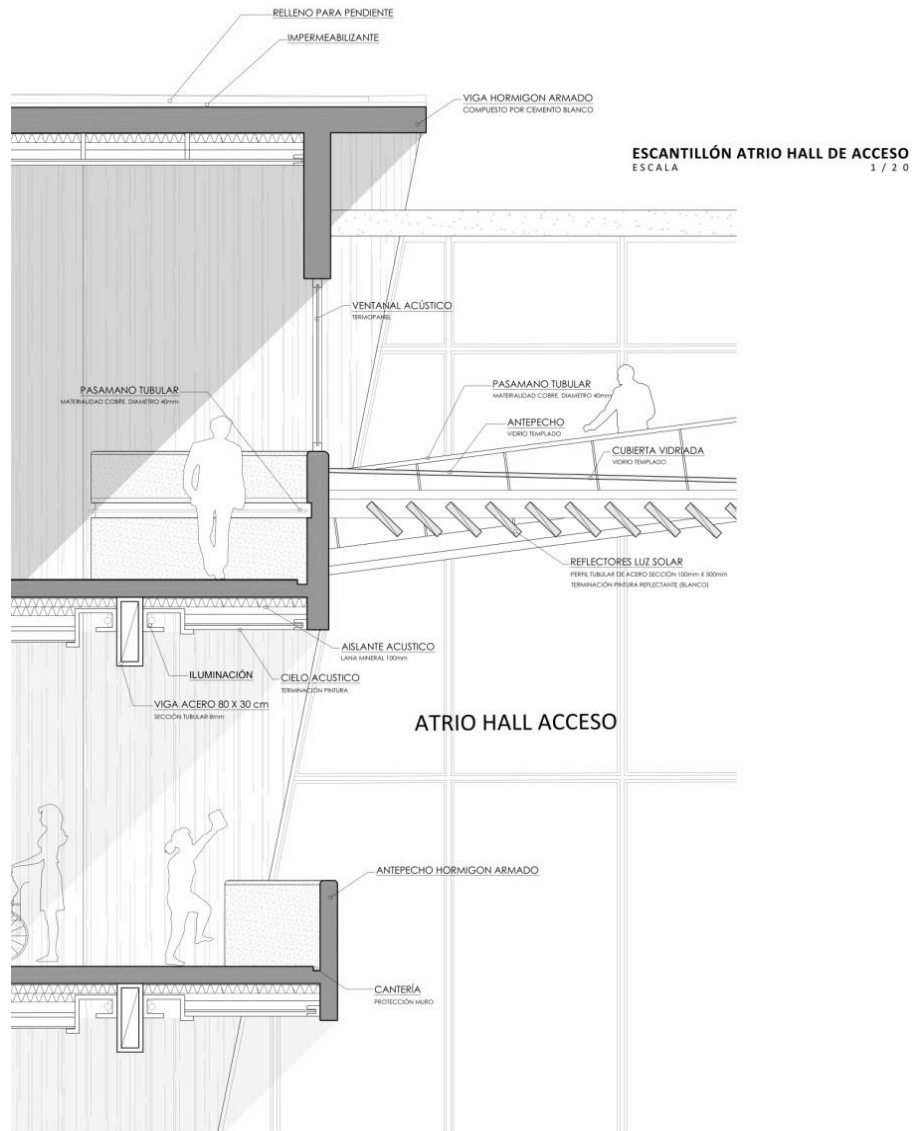 RELLENO PARA PENDIENTE
IMPERMEABILIZANTE
VIGA HORMIGON ARMADO
COMPUESTO POR CEMENTO BLANCO
ESCANTILLÓN ATRIO HALL DE ACCESO
ESCALA 1 / 2 0
VENTANAL ACÚSTICO
TERMOPANEL
PASAMANO TUBULAR
MATERIALIDAD COBRE, DIAMETRO 40mm
PASAMANO TUBULAR
MATERIALIDAD COBRE, DIAMETRO 40mm
ANTEPECHO
VIDRIO TEMPLADO
CUBIERTA VIDRIADA
VIDRIO TEMPLADO
REFLECTORES LUZ SOLAR
PERFIL TUBULAR DE ACERO SECCIÓN 100mm X 500mm
TERMINACIÓN PINTURA REFLECTANTE (BLANCO)
AISLANTE ACUSTICO
LANA MINERAL 100mm
ILUMINACIÓN
CIELO ACUSTICO
TERMINACIÓN PINTURA
VIGA ACERO 80 X 30 cm
SECCIÓN TUBULAR 8mm
ATRIO HALL ACCESO
ANTEPECHO HORMIGON ARMADO
CANTERÍA
PROTECCIÓN MURO